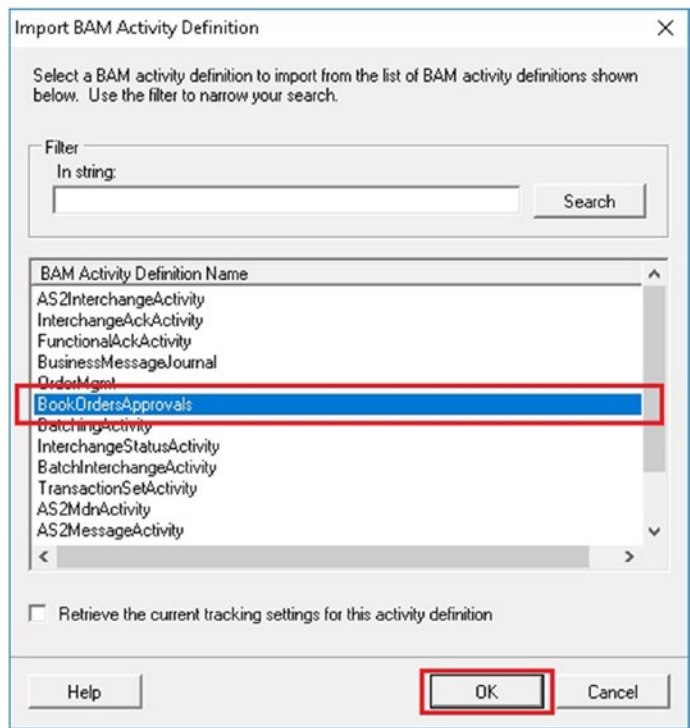 Import BAM Activity Definition
Select a BAM activity definition to import from the list of BAM activity definitions shown
below. Use the filter to narrow your search.
Filter
In string:
Search
BAM Activity Definition Name
AS2InterchangeActivity
InterchangeAckActivity
FunctionalAckActivity
BusinessMessageJournal
OrderMgmt
BookOrdersApprovals
BatchingActivity
InterchangeStatusActivity
BatchInterchangeActivity
TransactionSetActivity
AS2MdnActivity
AS2MessageActivity
Retrieve the current tracking settings for this activity definition
Help
OK
Cancel